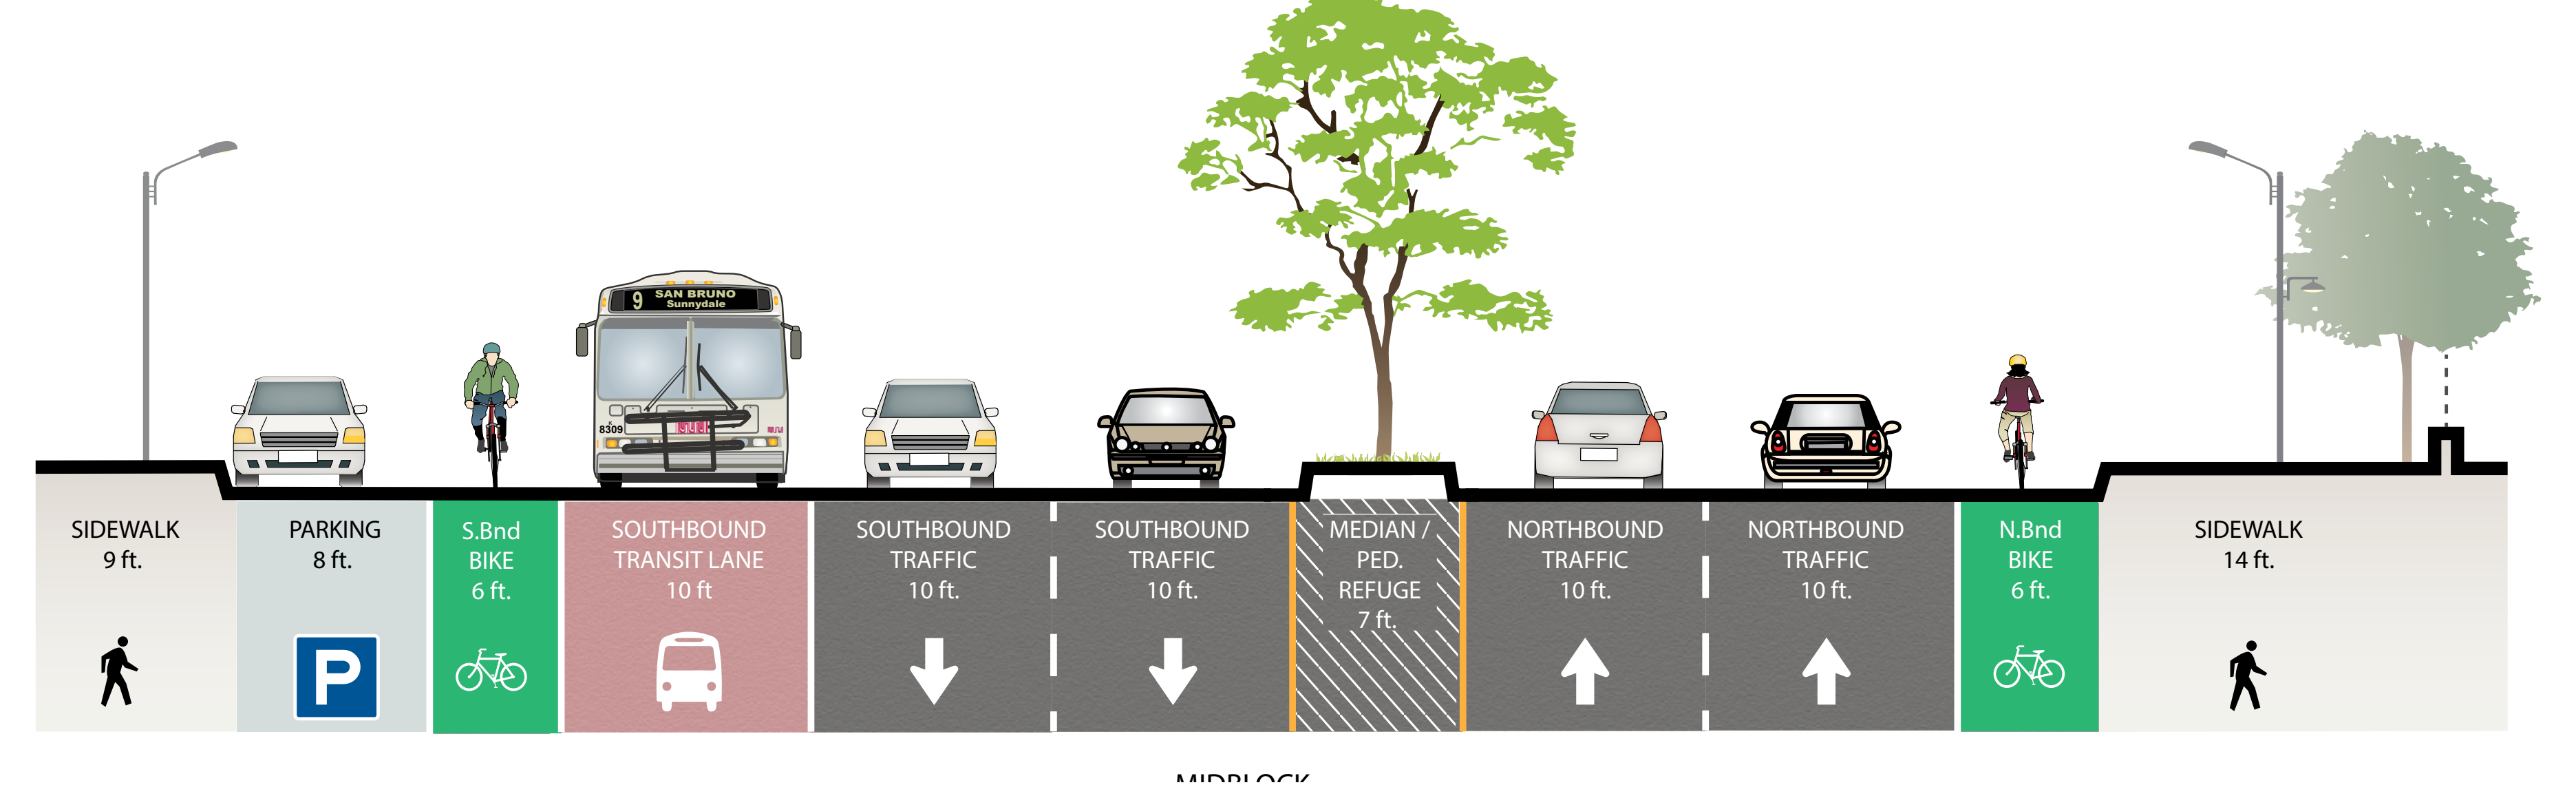 9 SAN BRUNO
Sunnydale
8309
SIDEWALK
9 ft.
PARKING
8 ft.
P
S.Bnd
BIKE
6 ft.
SOUTHBOUND
TRANSIT LANE
10 ft
SOUTHBOUND
TRAFFIC
10 ft.
SOUTHBOUND
TRAFFIC
10 ft.
MEDIAN /
PED.
REFUGE
7 ft.
NORTHBOUND
TRAFFIC
10 ft.
NORTHBOUND
TRAFFIC
10 ft.
N.Bnd
BIKE
6 ft.
SIDEWALK
14 ft.
MIDBLOCK